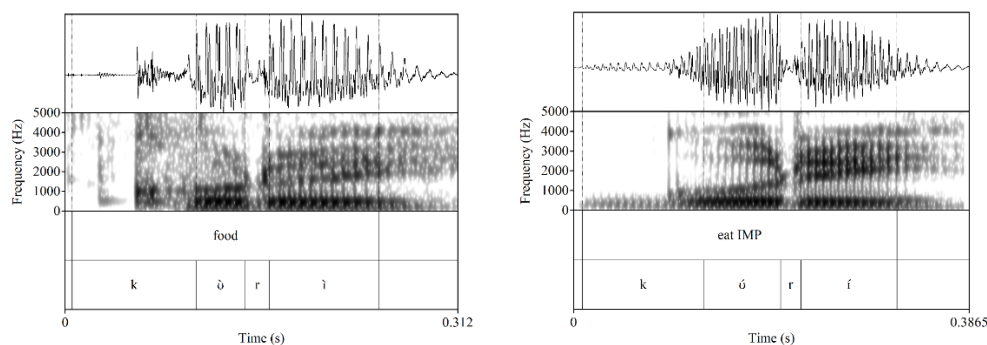 5000
4000
3000
2000
1000
0
Frequency (Hz)
food
k ò r ì
0 0.312
Time (s)
5000
4000
3000
2000
1000
0
Frequency (Hz)
eat IMP
k ó r í
0 0.3865
Time (s)